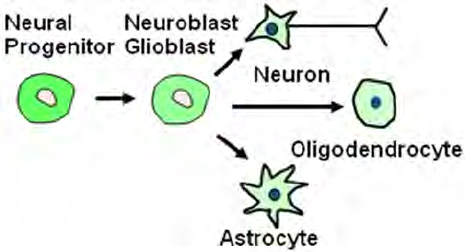 Neural
Progenitor
Neuroblast
Glioblast
Neuron
Oligodendrocyte
Astrocyte